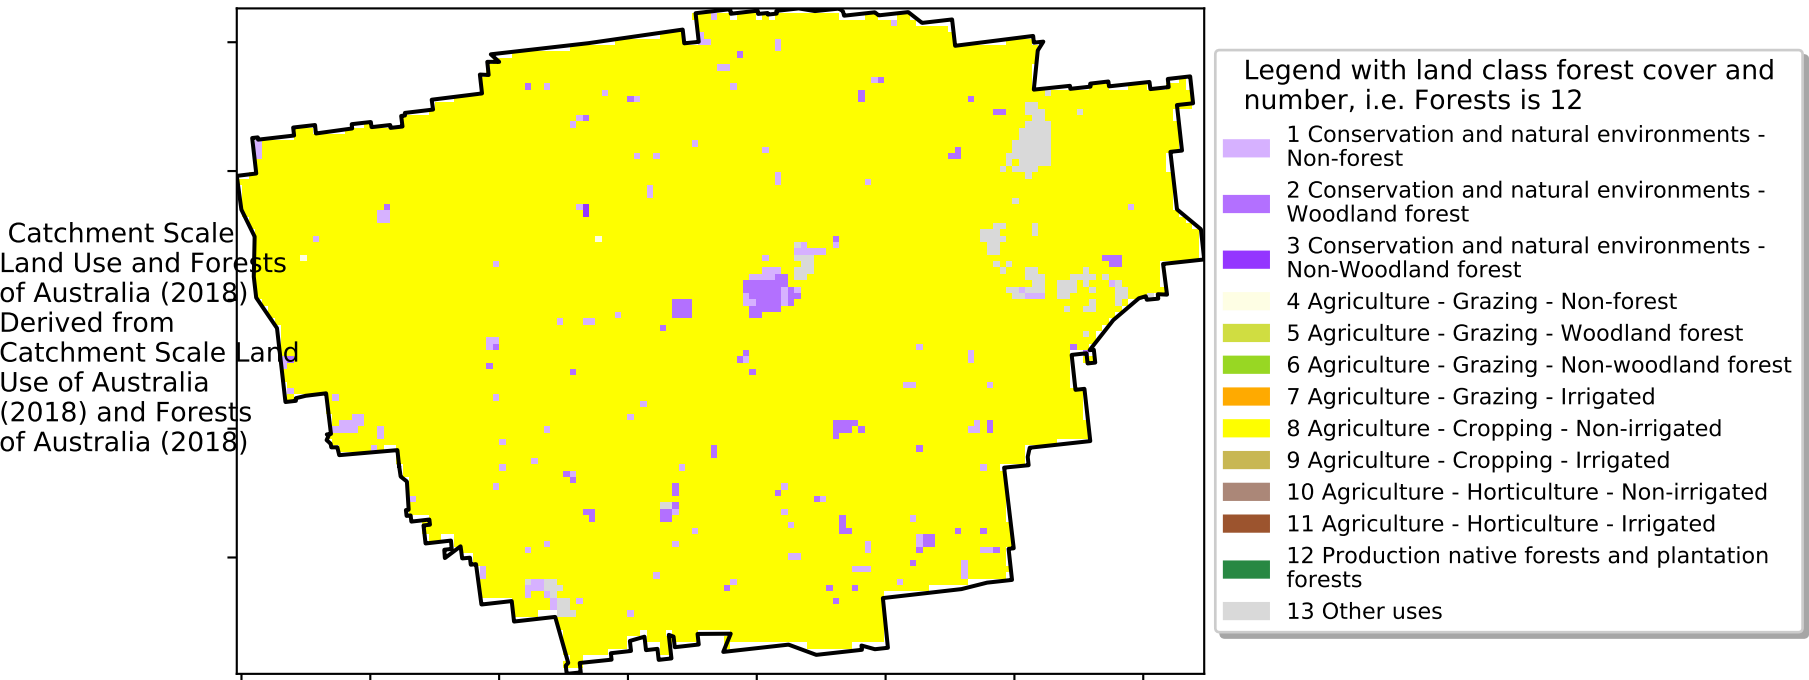 Catchment Scale
Land Use and Forests
of Australia (2018)
Derived from
Catchment Scale Land
Use of Australia
(2018) and Forests
of Australia (2018)
Legend with land class forest cover and
number, i.e. Forests is 12
1 Conservation and natural environments -
Non-forest
2 Conservation and natural environments -
Woodland forest
3 Conservation and natural environments -
Non-Woodland forest
4 Agriculture - Grazing - Non-forest
5 Agriculture - Grazing - Woodland forest
6 Agriculture - Grazing - Non-woodland forest
7 Agriculture - Grazing - Irrigated
8 Agriculture - Cropping - Non-irrigated
9 Agriculture - Cropping - Irrigated
10 Agriculture - Horticulture - Non-irrigated
11 Agriculture - Horticulture - Irrigated
12 Production native forests and plantation
forests
13 Other uses